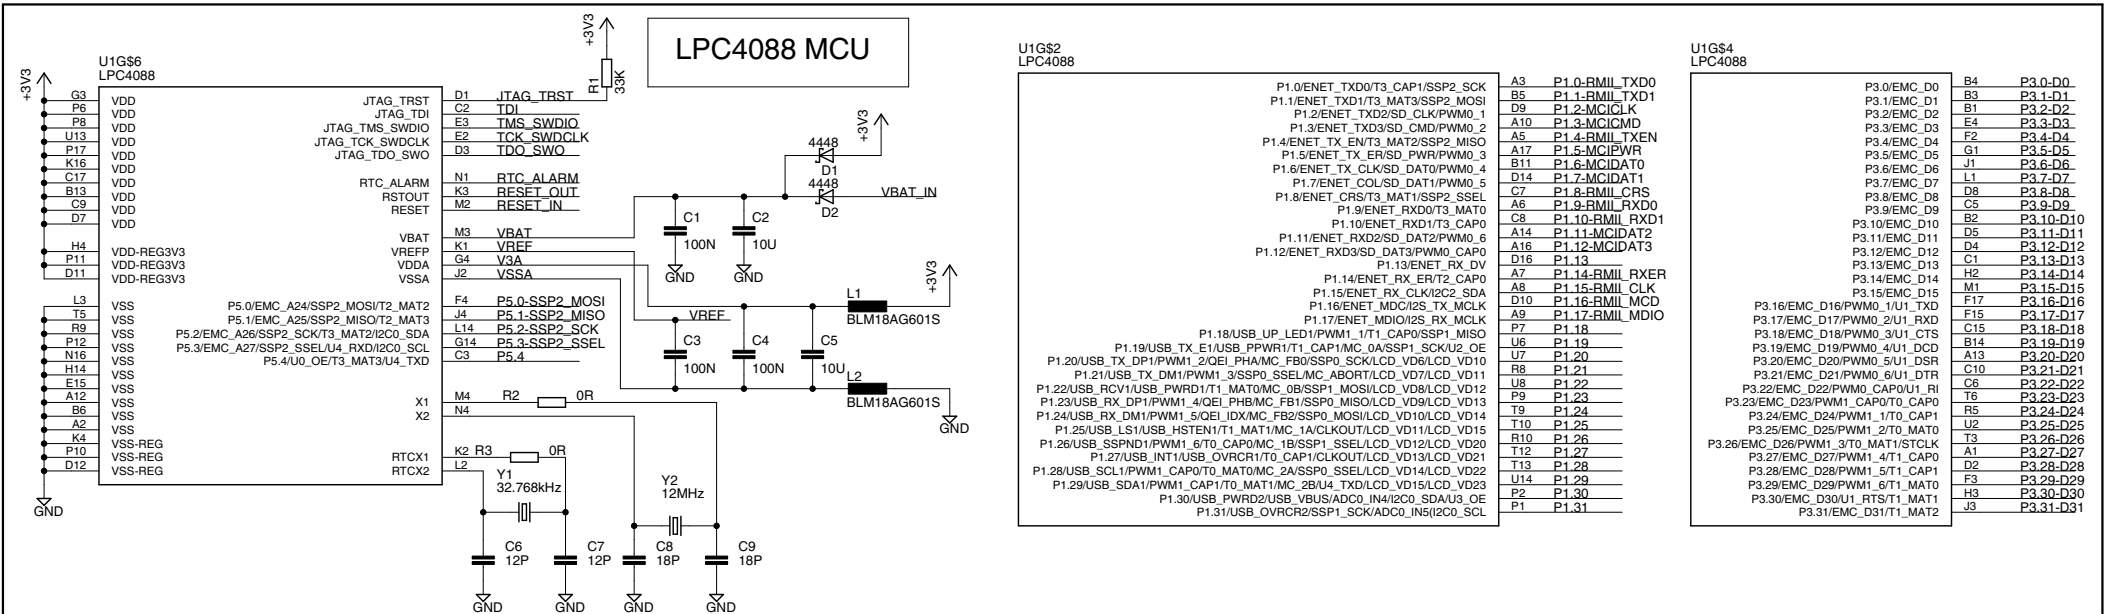 LPC4088 MCU
U1G$6
LPC4088
+3V3
G3 VDD
P6 VDD
P8 VDD
U13 VDD
P17 VDD
K16 VDD
C17 VDD
B13 VDD
C9 VDD
D7 VDD
H4 VDD-REG3V3
P11 VDD-REG3V3
D11 VDD-REG3V3
L3 VSS
T5 VSS
R9 VSS
P12 VSS
N16 VSS
H14 VSS
E15 VSS
A12 VSS
B6 VSS
A2 VSS
K4 VSS-REG
P10 VSS-REG
D12 VSS-REG
GND
JTAG_TRST D1 JTAG_TRST
JTAG_TDI C2 TDI
JTAG_TMS_SWDIO E3 TMS_SWDIO
JTAG_TCK_SWDCLK E2 TCK_SWDCLK
JTAG_TDO_SWO D3 TDO_SWO
RTC_ALARM N1 RTC_ALARM
RSTOUT K3 RESET_OUT
RESET M2 RESET_IN
VBAT M3 VBAT
VREFP K1 VREF
VDDA G4 V3A
VSSA J2 VSSA
P5.0/EMC_A24/SSP2_MOSI/T2_MAT2 F4 P5.0-SSP2_MOSI
P5.1/EMC_A25/SSP2_MISO/T2_MAT3 J4 P5.1-SSP2_MISO
P5.2/EMC_A26/SSP2_SCK/T3_MAT2/I2C0_SDA L14 P5.2-SSP2_SCK
P5.3/EMC_A27/SSP2_SSEL/U4_RXD/I2C0_SCL G14 P5.3-SSP2_SSEL
P5.4/U0_OE/T3_MAT3/U4_TXD C3 P5.4
X1 M4 R2 0R
X2 N4
RTCX1 K2 R3 0R
RTCX2 L2
+3V3
R1
33K
4448
D1
+3V3
4448
D2
VBAT_IN
C1
100N
C2
10U
GND
GND
VREF
L1
BLM18AG601S
+3V3
C3
100N
C4
100N
C5
10U
L2
BLM18AG601S
GND
Y1
32.768kHz
Y2
12MHz
C6
12P
C7
12P
C8
18P
C9
18P
GND
GND
GND
GND
U1G$2
LPC4088
P1.0/ENET_TXD0/T3_CAP1/SSP2_SCK A3 P1.0-RMII_TXD0
P1.1/ENET_TXD1/T3_MAT3/SSP2_MOSI B5 P1.1-RMII_TXD1
P1.2/ENET_TXD2/SD_CLK/PWM0_1 D9 P1.2-MCICLK
P1.3/ENET_TXD3/SD_CMD/PWM0_2 A10 P1.3-MCICMD
P1.4/ENET_TX_EN/T3_MAT2/SSP2_MISO A5 P1.4-RMII_TXEN
P1.5/ENET_TX_ER/SD_PWR/PWM0_3 A17 P1.5-MCIPWR
P1.6/ENET_TX_CLK/SD_DAT0/PWM0_4 B11 P1.6-MCIDAT0
P1.7/ENET_COL/SD_DAT1/PWM0_5 D14 P1.7-MCIDAT1
P1.8/ENET_CRS/T3_MAT1/SSP2_SSEL C7 P1.8-RMII_CRS
P1.9/ENET_RXD0/T3_MAT0 A6 P1.9-RMII_RXD0
P1.10/ENET_RXD1/T3_CAP0 C8 P1.10-RMII_RXD1
P1.11/ENET_RXD2/SD_DAT2/PWM0_6 A14 P1.11-MCIDAT2
P1.12/ENET_RXD3/SD_DAT3/PWM0_CAP0 A16 P1.12-MCIDAT3
P1.13/ENET_RX_DV D16 P1.13
P1.14/ENET_RX_ER/T2_CAP0 A7 P1.14-RMII_RXER
P1.15/ENET_RX_CLK/I2C2_SDA A8 P1.15-RMII_CLK
P1.16/ENET_MDC/I2S_TX_MCLK D10 P1.16-RMII_MCD
P1.17/ENET_MDIO/I2S_RX_MCLK A9 P1.17-RMII_MDIO
P1.18/USB_UP_LED1/PWM1_1/T1_CAP0/SSP1_MISO P7 P1.18
P1.19/USB_TX_E1/USB_PPWR1/T1_CAP1/MC_0A/SSP1_SCK/U2_OE U6 P1.19
P1.20/USB_TX_DP1/PWM1_2/QEI_PHA/MC_FB0/SSP0_SCK/LCD_VD6/LCD_VD10 U7 P1.20
P1.21/USB_TX_DM1/PWM1_3/SSP0_SSEL/MC_ABORT/LCD_VD7/LCD_VD11 R8 P1.21
P1.22/USB_RCV1/USB_PWRD1/T1_MAT0/MC_0B/SSP1_MOSI/LCD_VD8/LCD_VD12 U8 P1.22
P1.23/USB_RX_DP1/PWM1_4/QEI_PHB/MC_FB1/SSP0_MISO/LCD_VD9/LCD_VD13 P9 P1.23
P1.24/USB_RX_DM1/PWM1_5/QEI_IDX/MC_FB2/SSP0_MOSI/LCD_VD10/LCD_VD14 T9 P1.24
P1.25/USB_LS1/USB_HSTEN1/T1_MAT1/MC_1A/CLKOUT/LCD_VD11/LCD_VD15 T10 P1.25
P1.26/USB_SSPND1/PWM1_6/T0_CAP0/MC_1B/SSP1_SSEL/LCD_VD12/LCD_VD20 R10 P1.26
P1.27/USB_INT1/USB_OVRCR1/T0_CAP1/CLKOUT/LCD_VD13/LCD_VD21 T12 P1.27
P1.28/USB_SCL1/PWM1_CAP0/T0_MAT0/MC_2A/SSP0_SSEL/LCD_VD14/LCD_VD22 T13 P1.28
P1.29/USB_SDA1/PWM1_CAP1/T0_MAT1/MC_2B/U4_TXD/LCD_VD15/LCD_VD23 U14 P1.29
P1.30/USB_PWRD2/USB_VBUS/ADC0_IN4/I2C0_SDA/U3_OE P2 P1.30
P1.31/USB_OVRCR2/SSP1_SCK/ADC0_IN5(I2C0_SCL P1 P1.31
U1G$4
LPC4088
P3.0/EMC_D0 B4 P3.0-D0
P3.1/EMC_D1 B3 P3.1-D1
P3.2/EMC_D2 B1 P3.2-D2
P3.3/EMC_D3 E4 P3.3-D3
P3.4/EMC_D4 F2 P3.4-D4
P3.5/EMC_D5 G1 P3.5-D5
P3.6/EMC_D6 J1 P3.6-D6
P3.7/EMC_D7 L1 P3.7-D7
P3.8/EMC_D8 D8 P3.8-D8
P3.9/EMC_D9 C5 P3.9-D9
P3.10/EMC_D10 B2 P3.10-D10
P3.11/EMC_D11 D5 P3.11-D11
P3.12/EMC_D12 D4 P3.12-D12
P3.13/EMC_D13 C1 P3.13-D13
P3.14/EMC_D14 H2 P3.14-D14
P3.15/EMC_D15 M1 P3.15-D15
P3.16/EMC_D16/PWM0_1/U1_TXD F17 P3.16-D16
P3.17/EMC_D17/PWM0_2/U1_RXD F15 P3.17-D17
P3.18/EMC_D18/PWM0_3/U1_CTS C15 P3.18-D18
P3.19/EMC_D19/PWM0_4/U1_DCD B14 P3.19-D19
P3.20/EMC_D20/PWM0_5/U1_DSR A13 P3.20-D20
P3.21/EMC_D21/PWM0_6/U1_DTR C10 P3.21-D21
P3.22/EMC_D22/PWM0_CAP0/U1_RI C6 P3.22-D22
P3.23/EMC_D23/PWM1_CAP0/T0_CAP0 T6 P3.23-D23
P3.24/EMC_D24/PWM1_1/T0_CAP1 R5 P3.24-D24
P3.25/EMC_D25/PWM1_2/T0_MAT0 U2 P3.25-D25
P3.26/EMC_D26/PWM1_3/T0_MAT1/STCLK T3 P3.26-D26
P3.27/EMC_D27/PWM1_4/T1_CAP0 A1 P3.27-D27
P3.28/EMC_D28/PWM1_5/T1_CAP1 D2 P3.28-D28
P3.29/EMC_D29/PWM1_6/T1_MAT0 F3 P3.29-D29
P3.30/EMC_D30/U1_RTS/T1_MAT1 H3 P3.30-D30
P3.31/EMC_D31/T1_MAT2 J3 P3.31-D31